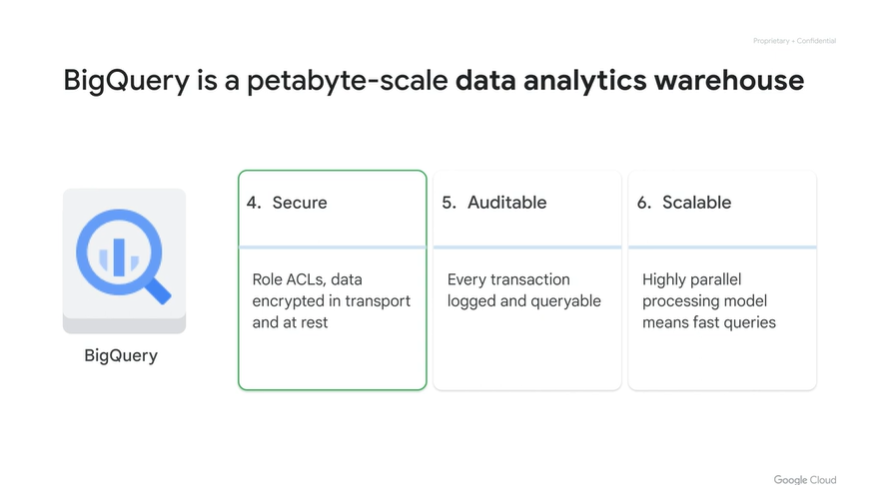 Proprietary + Confidential
BigQuery is a petabyte-scale data analytics warehouse
4. Secure
Role ACLs, data
encrypted in transport
and at rest
5. Auditable
Every transaction
logged and queryable
6. Scalable
Highly parallel
processing model
means fast queries
BigQuery
Google Cloud